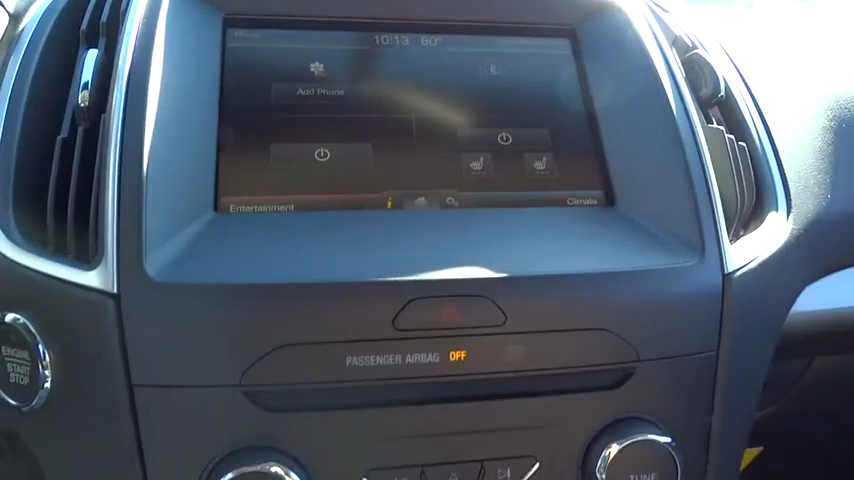 10:13 60°
Add Phone
Entertainment
i
Climate
ENGINE
START
STOP
PASSENGER AIRBAG OFF
TUNE